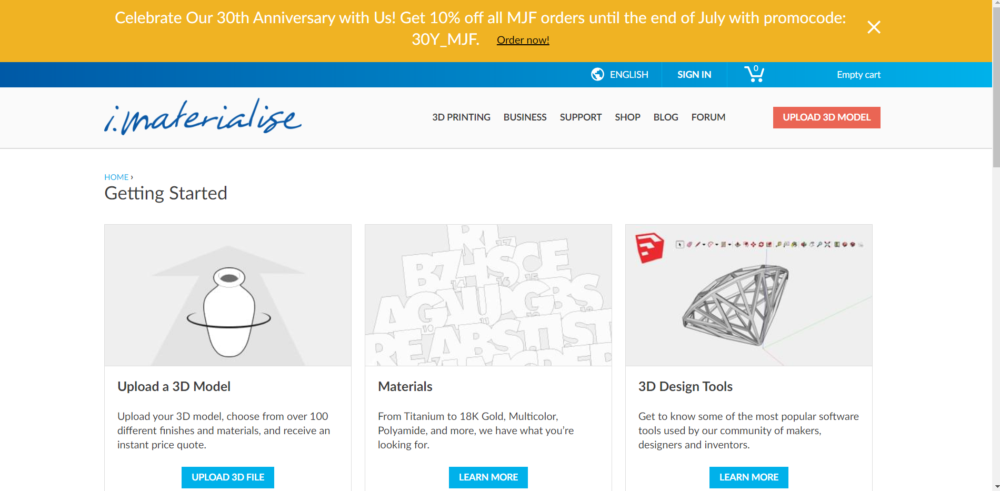 Celebrate Our 30th Anniversary with Us! Get 10% off all MJF orders until the end of July with promocode:
30Y_MJF. Order now!
ENGLISH SIGN IN 0 Empty cart
i.materialise
3D PRINTING BUSINESS SUPPORT SHOP BLOG FORUM UPLOAD 3D MODEL
HOME ›
Getting Started
Upload a 3D Model
Upload your 3D model, choose from over 100
different finishes and materials, and receive an
instant price quote.
UPLOAD 3D FILE
Materials
From Titanium to 18K Gold, Multicolor,
Polyamide, and more, we have what you’re
looking for.
LEARN MORE
3D Design Tools
Get to know some of the most popular software
tools used by our community of makers,
designers and inventors.
LEARN MORE